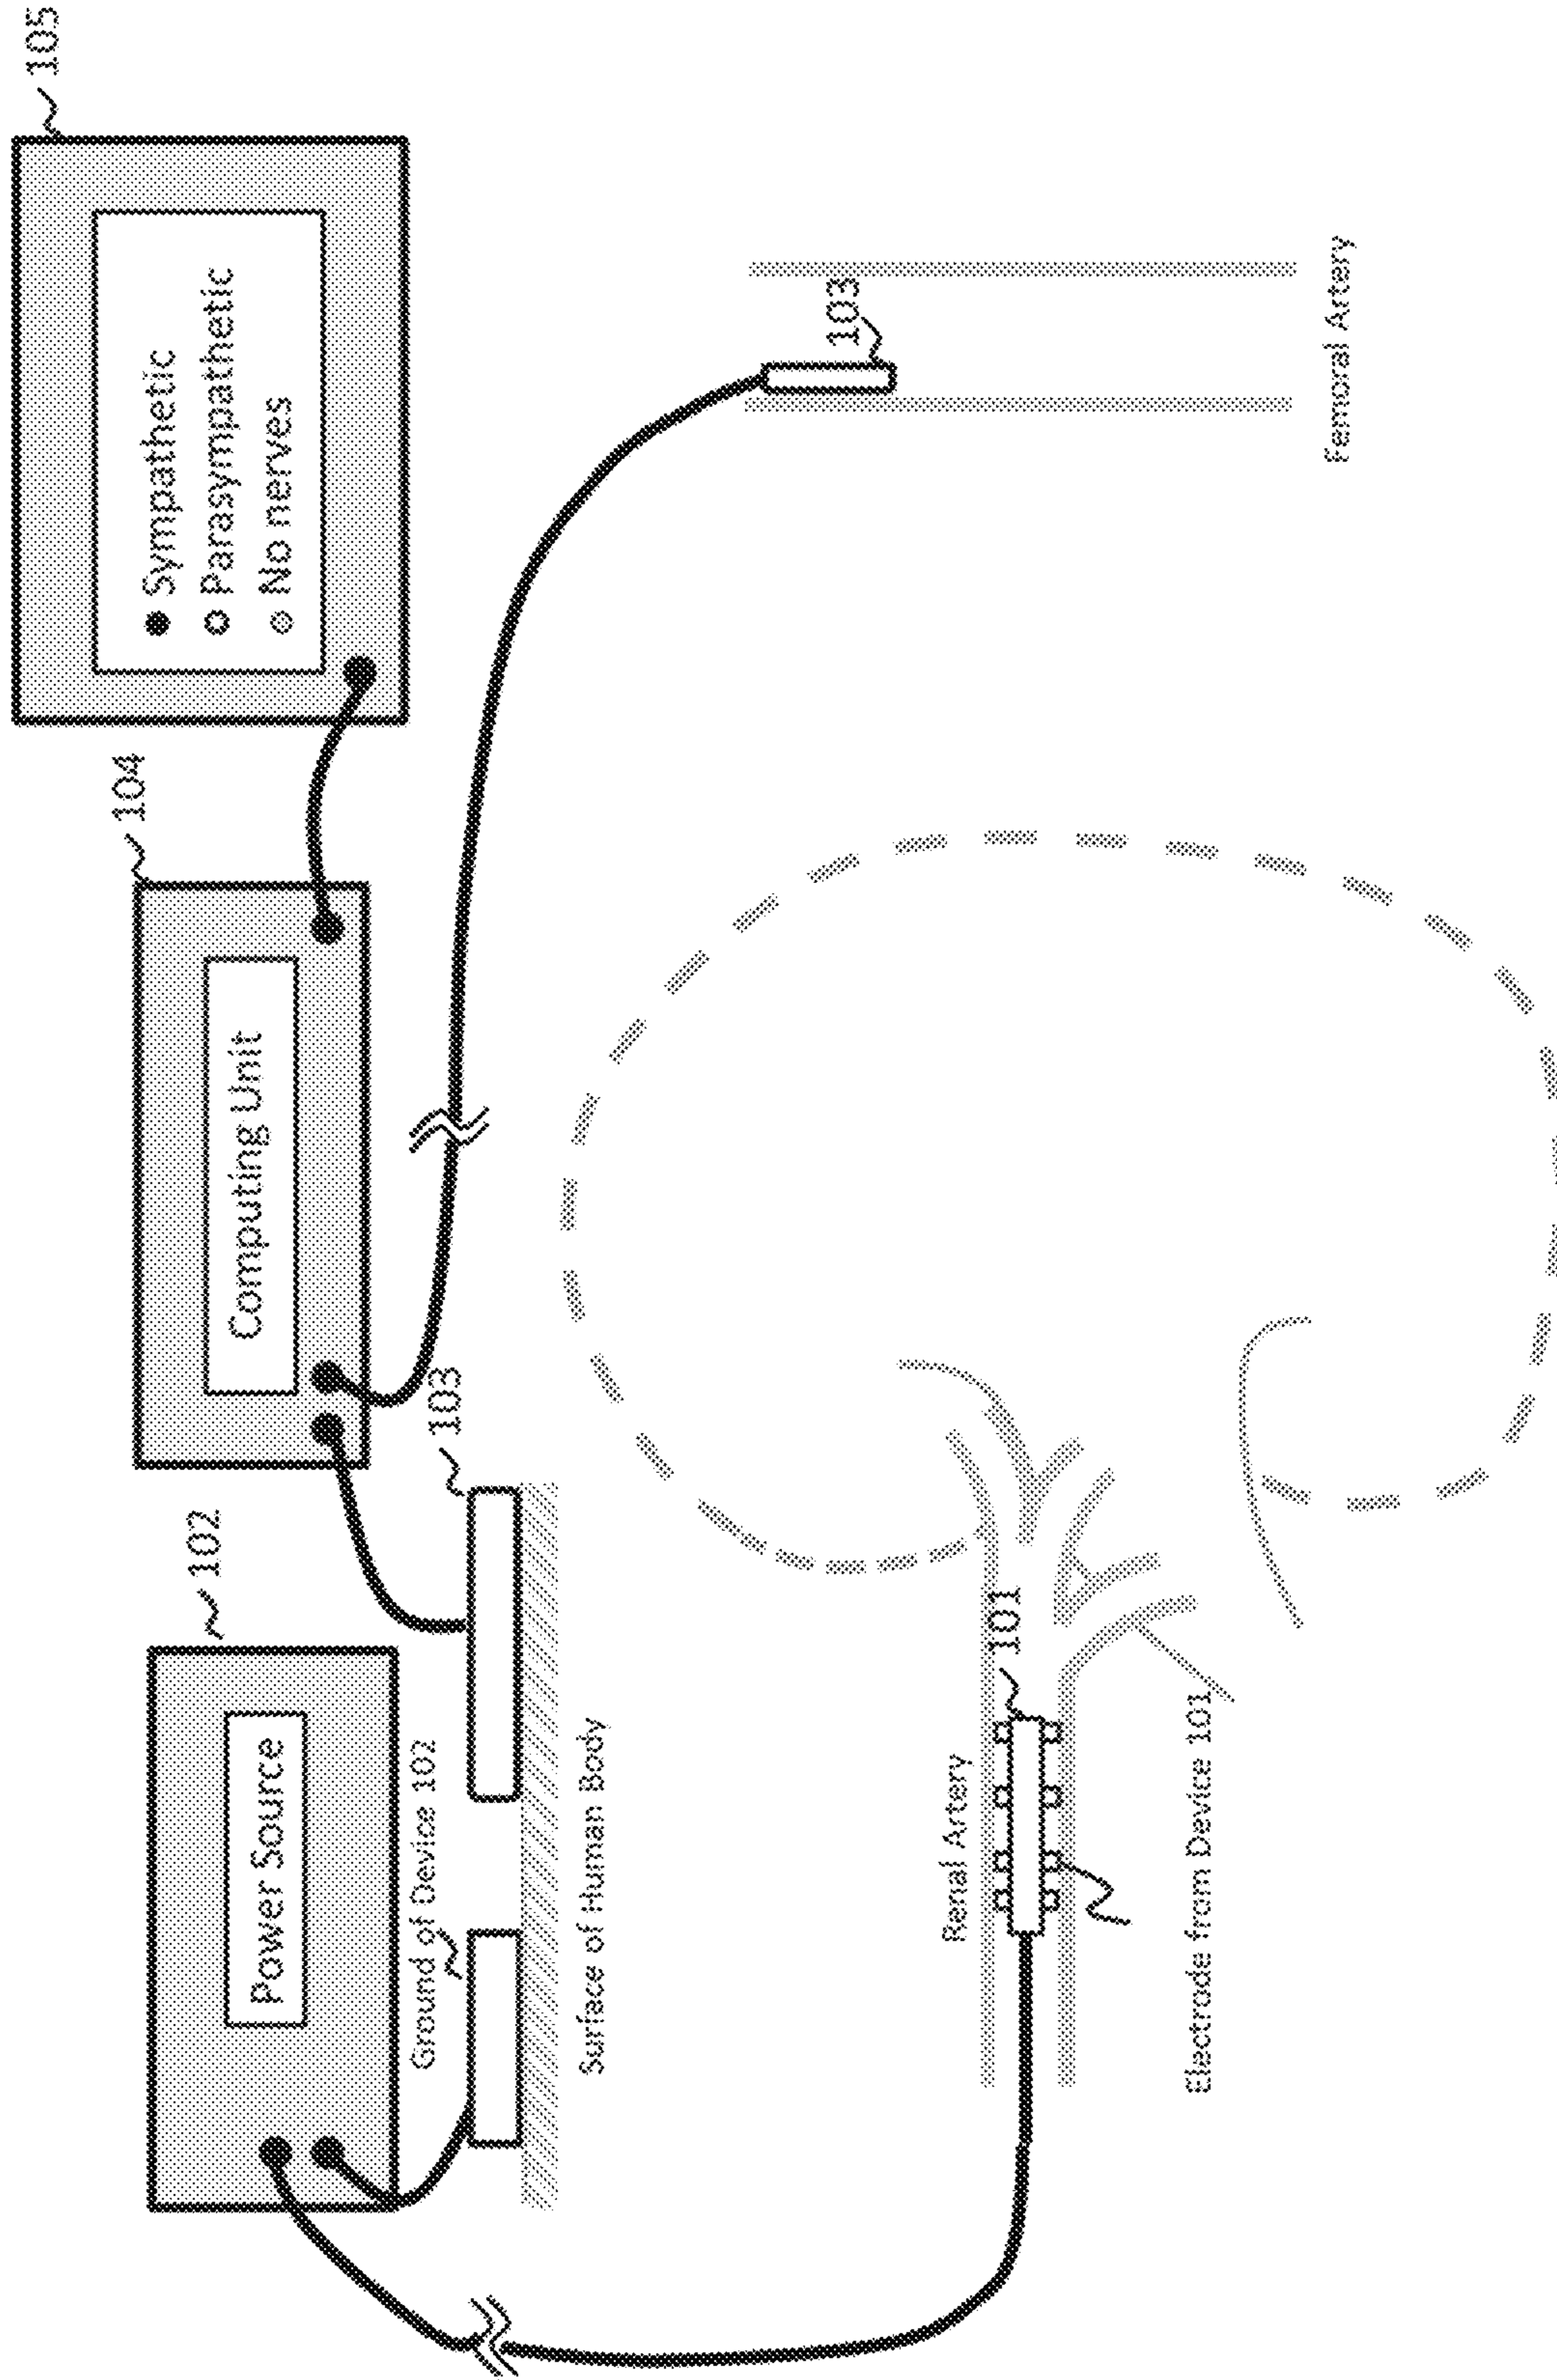 105
Sympathetic
Parasympathetic
No nerves
104
Computing Unit
102
Power Source
Ground of Device 102
103
Surface of Human Body
103
Femoral Artery
Renal Artery
101
Electrode from Device 101